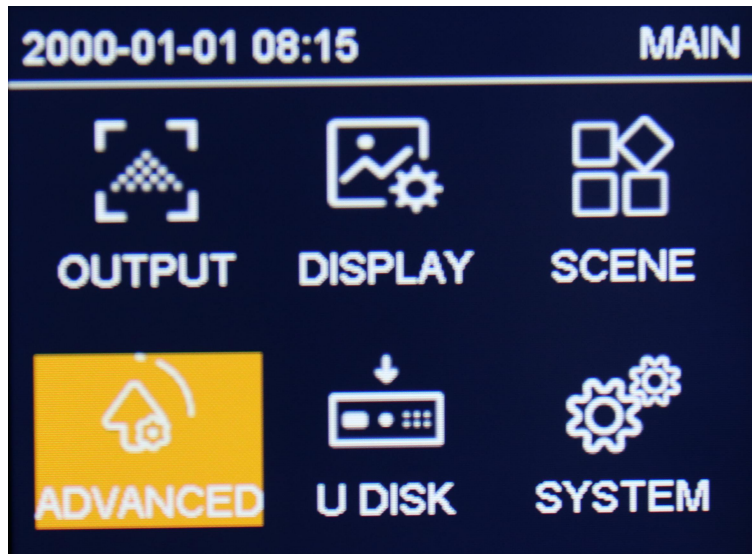 2000-01-01 08:15 MAIN
OUTPUT DISPLAY SCENE
ADVANCED U DISK SYSTEM